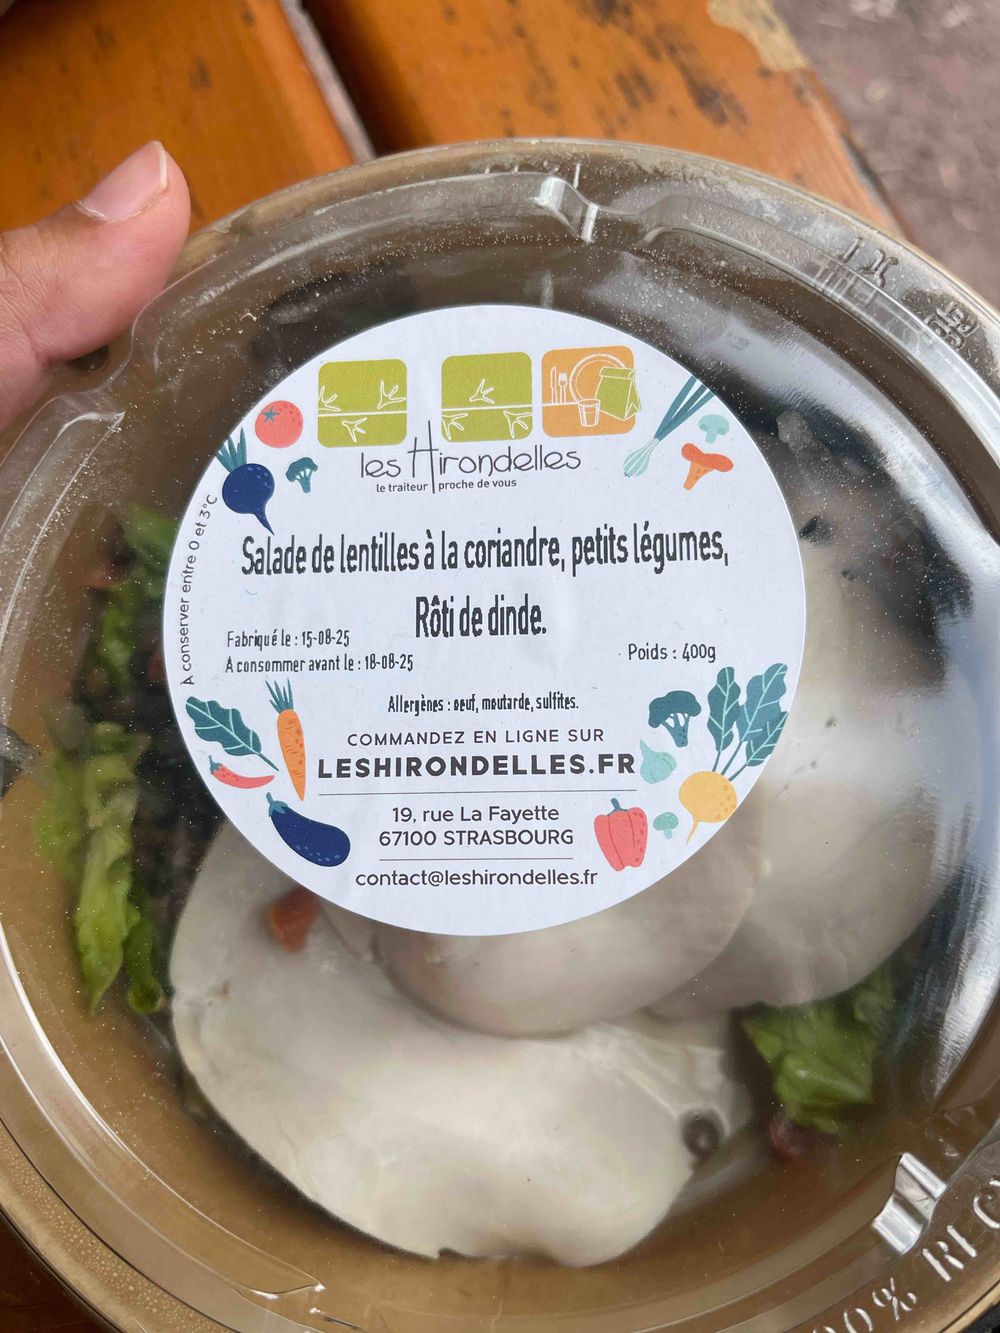 les Hirondelles
le traiteur proche de vous
A conserver entre 0 et 3°C
Salade de lentilles à la coriandre, petits légumes,
Rôti de dinde.
Fabriqué le : 15-08-25
A consommer avant le : 18-08-25
Poids : 400g
Allergènes : oeuf, moutarde, sulfites.
COMMANDEZ EN LIGNE SUR
LESHIRONDELLES.FR
19, rue La Fayette
67100 STRASBOURG
contact@leshirondelles.fr